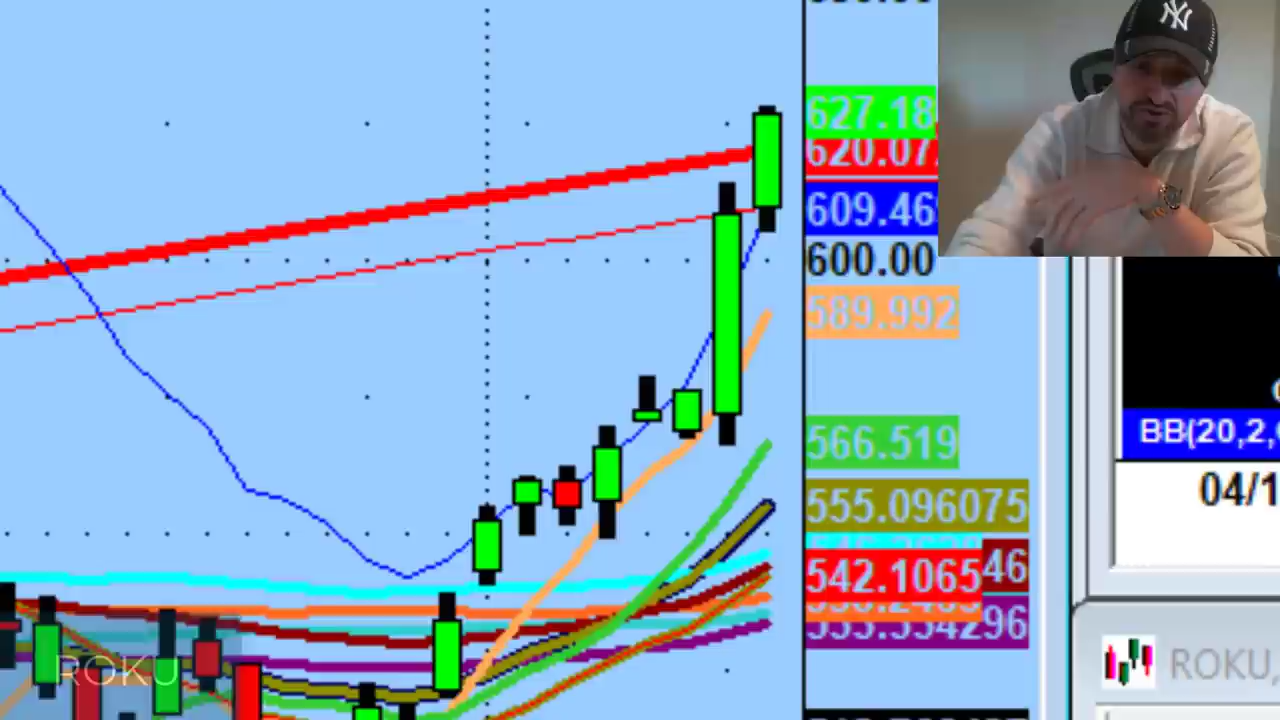 NY
627.18
620.07
609.46
600.00
589.992
566.519
555.096075
46
542.1065
96
BB(20,2,
04/1
ROKU
ROKU,